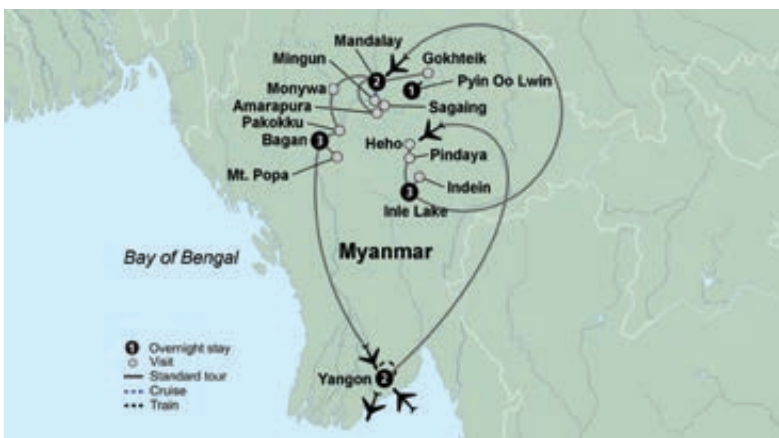 Mandalay
Mingun
Gokhteik
2
Monywa
1
Pyin Oo Lwin
Amarapura
Sagaing
Pakokku
Bagan
3
Heho
Pindaya
Mt. Popa
Indein
3
Inle Lake
Myanmar
Bay of Bengal
1 Overnight stay
Visit
Standard tour
Cruise
Train
Yangon
2